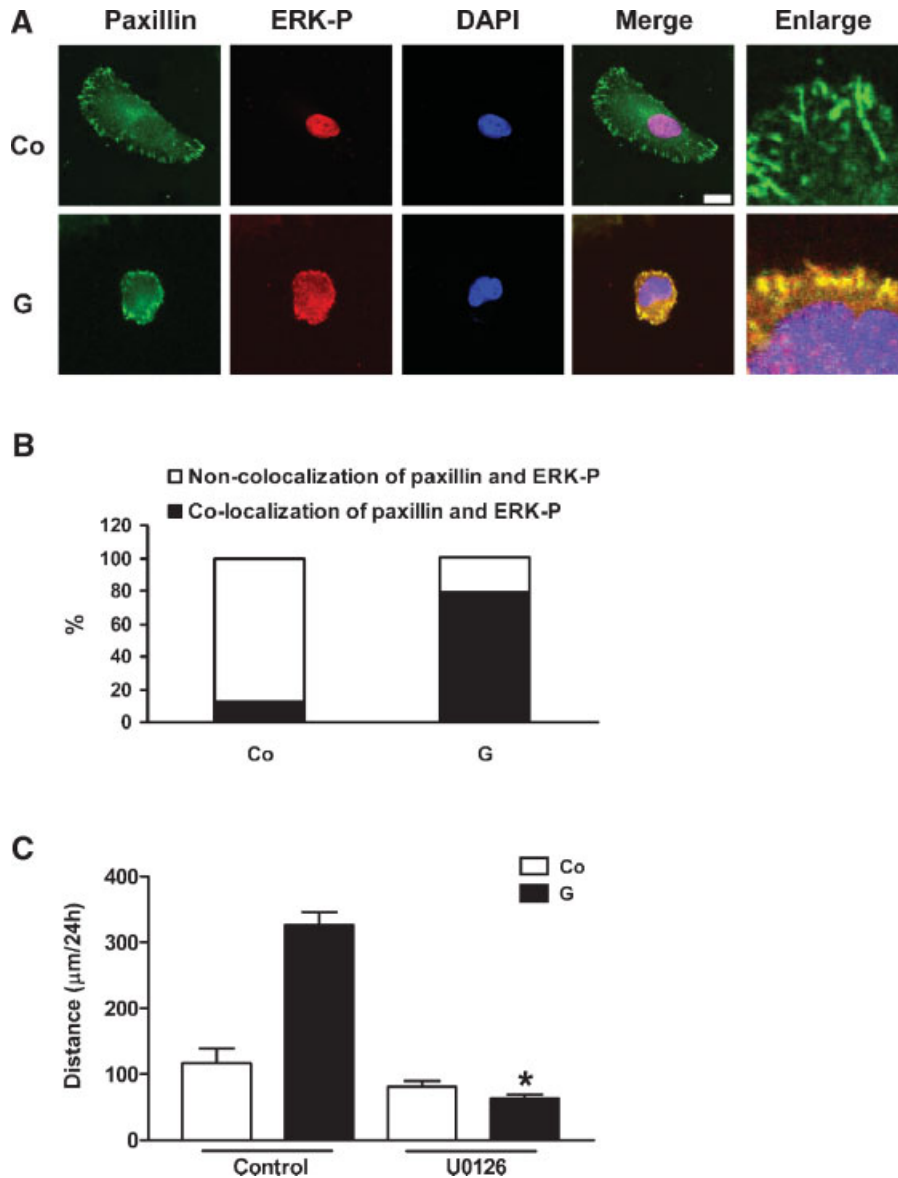 A
Paxillin ERK-P DAPI Merge Enlarge
Co
G
B
Non-colocalization of paxillin and ERK-P
Co-localization of paxillin and ERK-P
120
100
80
60
40
20
0
%
Co G
C
Co
G
400
300
200
100
0
Distance (μm/24h)
*
Control U0126